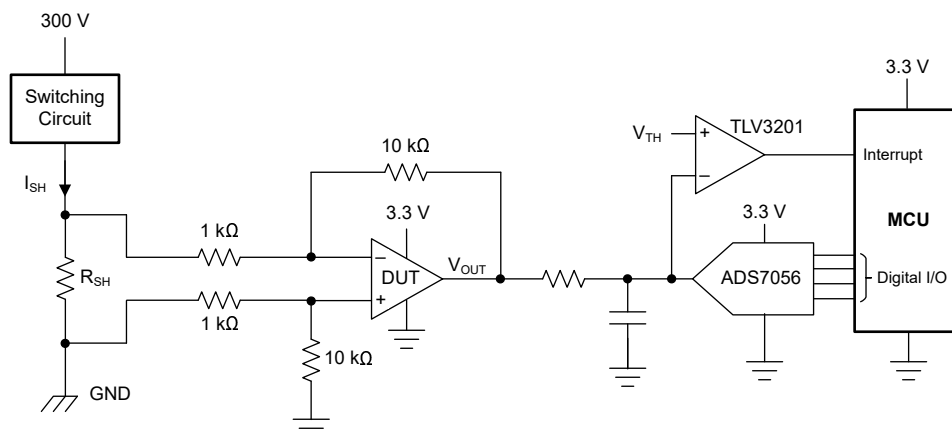 300 V
Switching
Circuit
I_SH
R_SH
GND
1 kΩ
1 kΩ
10 kΩ
10 kΩ
3.3 V
−
DUT
+
V_OUT
V_TH
+
−
TLV3201
3.3 V
ADS7056
3.3 V
Interrupt
MCU
Digital I/O